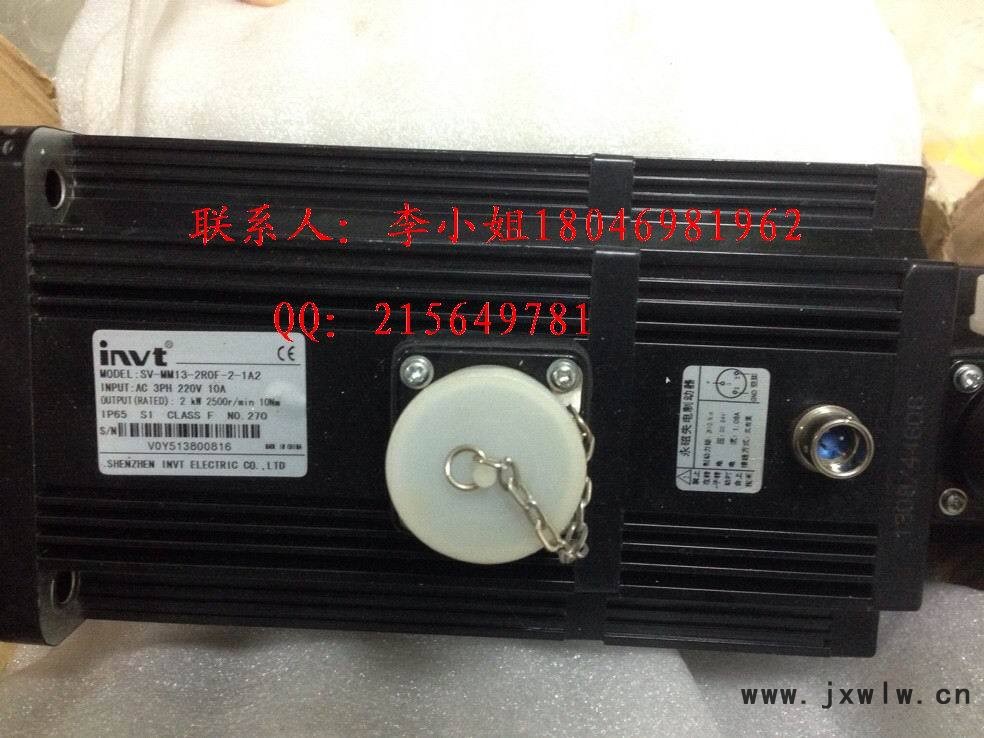 联系人: 李小姐18046981962
QQ: 215649781
invt®
CE
MODEL:SV-MM13-2R0F-2-1A2
INPUT:AC 3PH 220V 10A
OUTPUT(RATED): 2 kW 2500r/min 10Nm
IP65 S1 CLASS F NO.270
S/N
V0Y513800816 MADE IN CHINA
SHENZHEN INVT ELECTRIC CO.,LTD
永磁失电制动器
www.jxwlw.cn